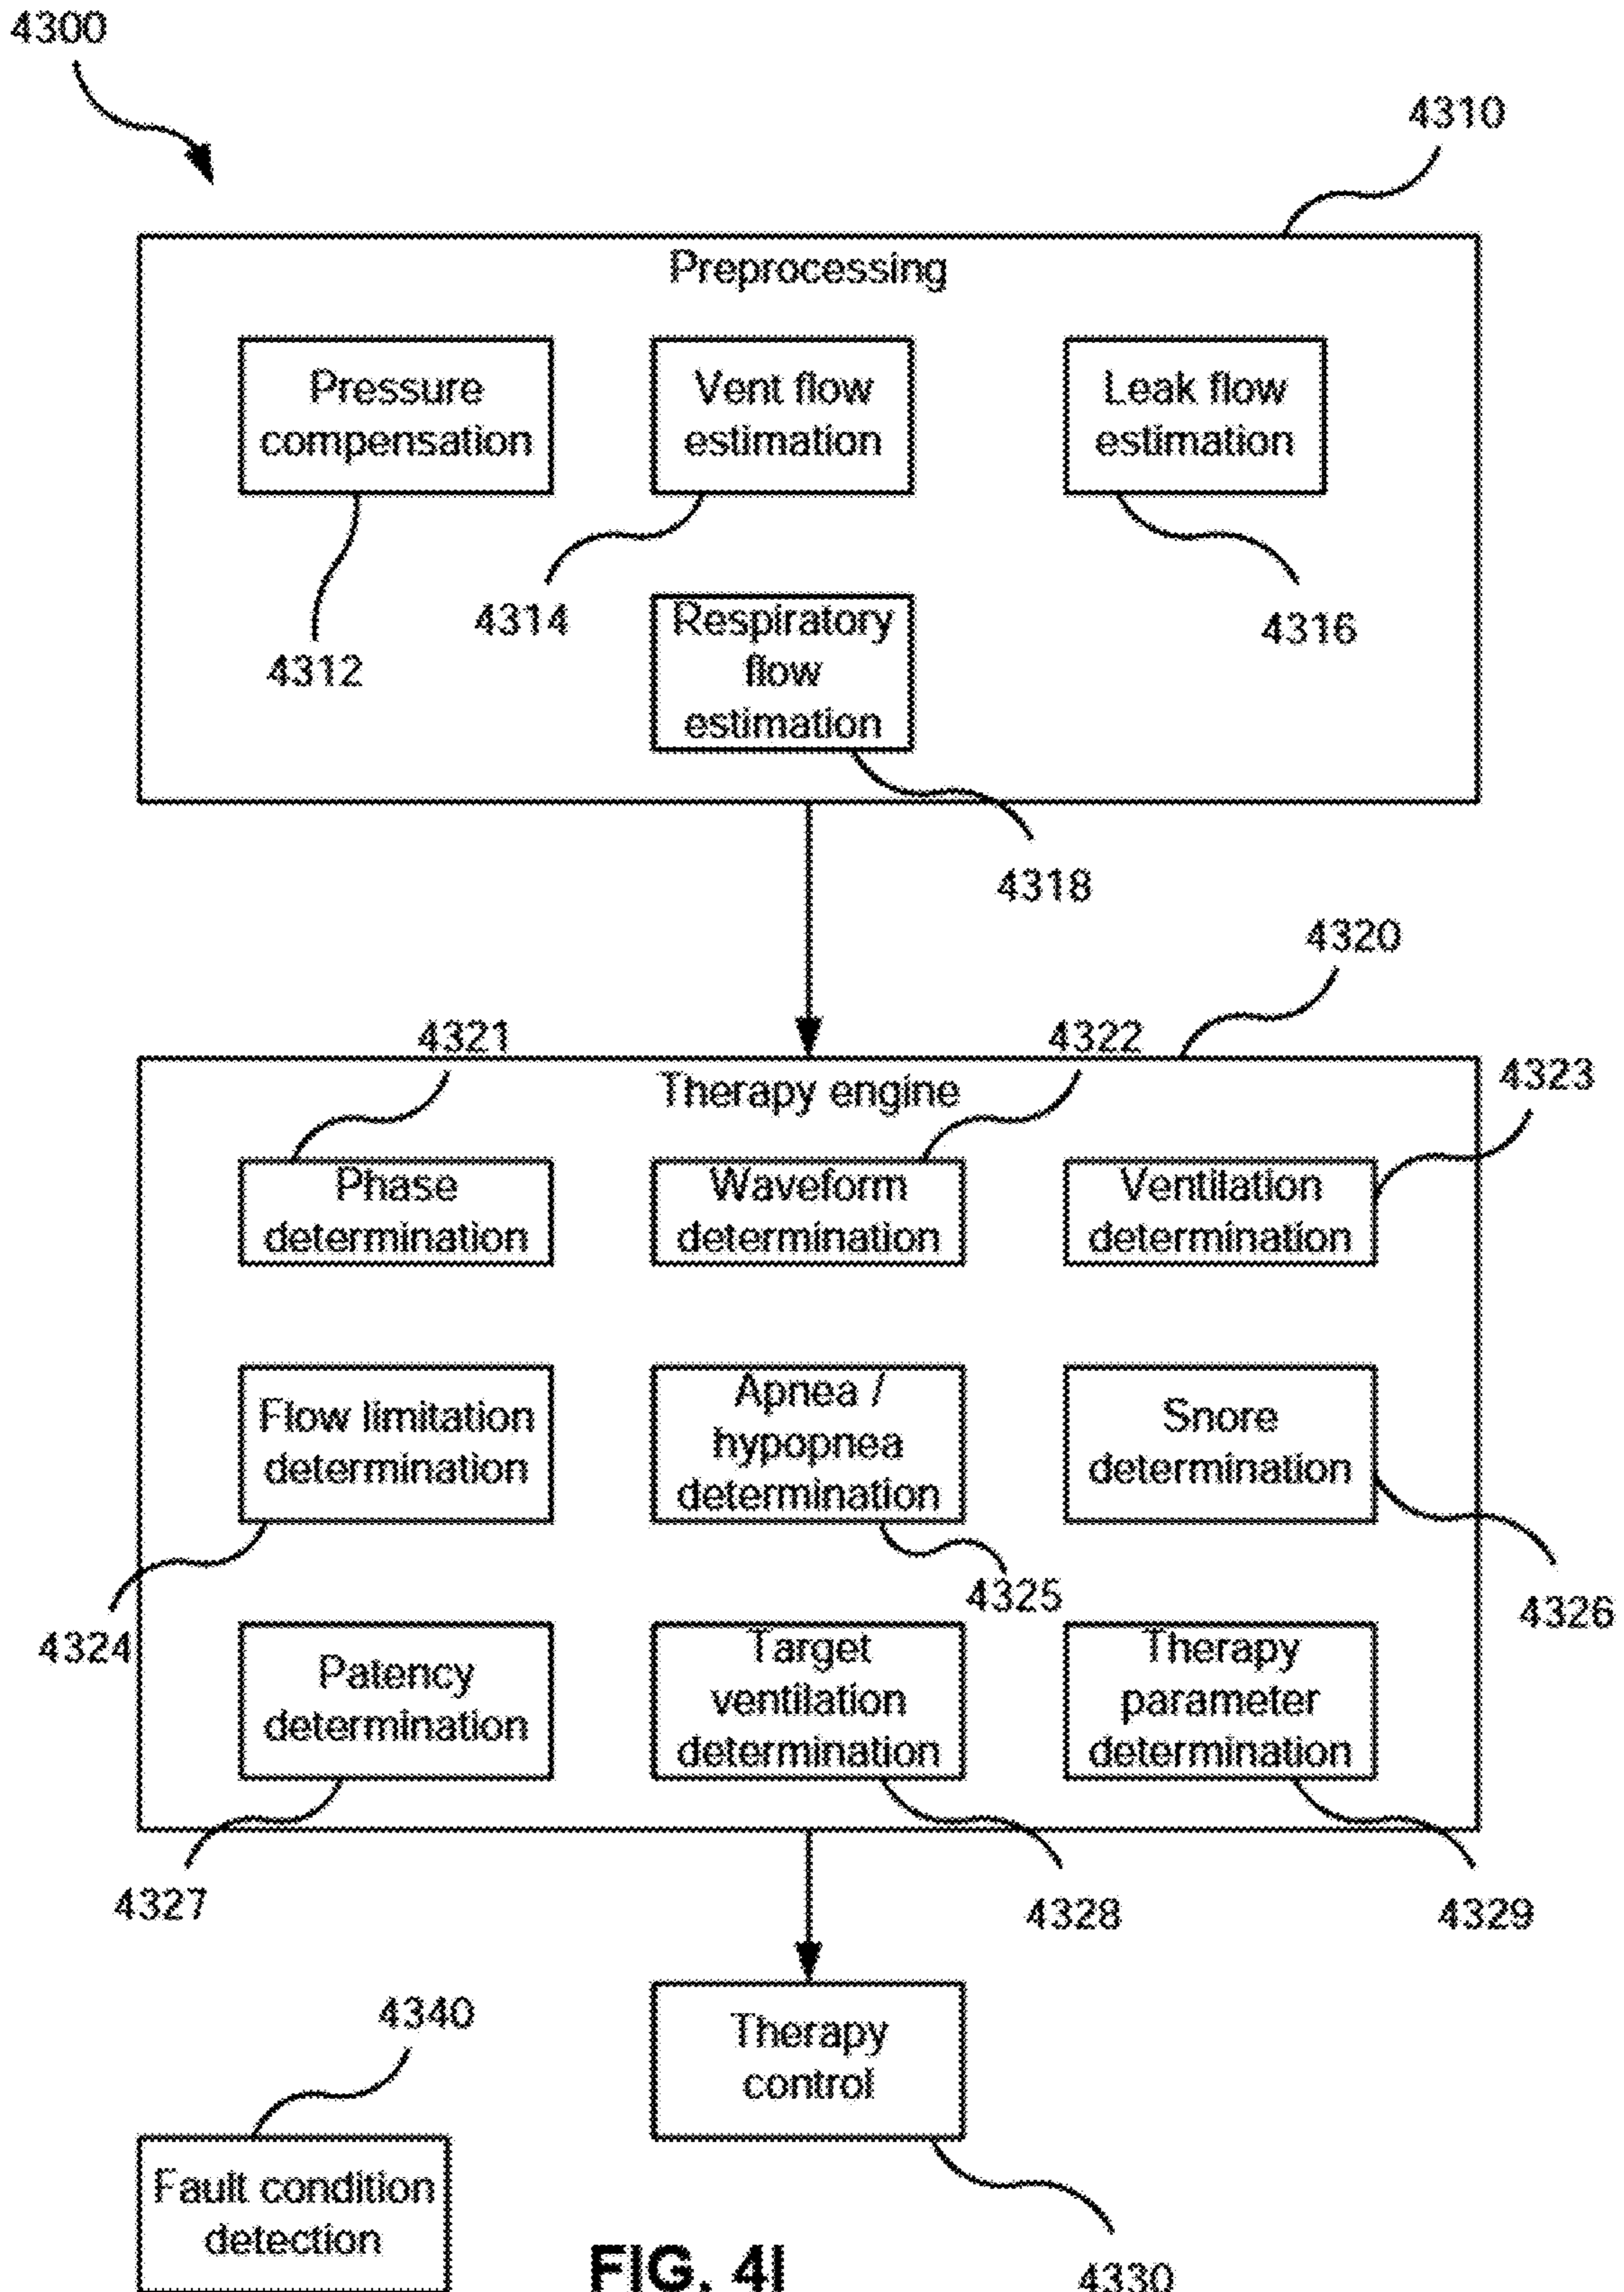 4300
4310
Preprocessing
Pressure
compensation
Vent flow
estimation
Leak flow
estimation
4312
4314
4316
Respiratory
flow
estimation
4318
4320
4321
4322
4323
Therapy engine
Phase
determination
Waveform
determination
Ventilation
determination
Flow limitation
determination
Apnea /
hypopnea
determination
Snore
determination
4324
4325
4326
Patency
determination
Target
ventilation
determination
Therapy
parameter
determination
4327
4328
4329
4340
Therapy
control
Fault condition
detection
FIG. 4I
4330